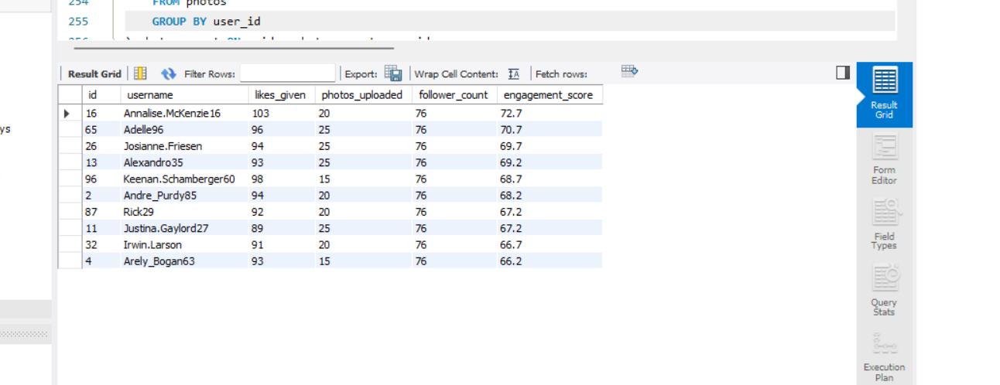 254 FROM photos
255 GROUP BY user_id
ys
Result Grid Filter Rows: Export: Wrap Cell Content: Fetch rows:
id username likes_given photos_uploaded follower_count engagement_score
16 Annalise.McKenzie16 103 20 76 72.7
65 Adelle96 96 25 76 70.7
26 Josianne.Friesen 94 25 76 69.7
13 Alexandro35 93 25 76 69.2
96 Keenan.Schamberger60 98 15 76 68.7
2 Andre_Purdy85 94 20 76 68.2
87 Rick29 92 20 76 67.2
11 Justina.Gaylord27 89 25 76 67.2
32 Irwin.Larson 91 20 76 66.7
4 Arely_Bogan63 93 15 76 66.2
Result
Grid
Form
Editor
Field
Types
Query
Stats
Execution
Plan